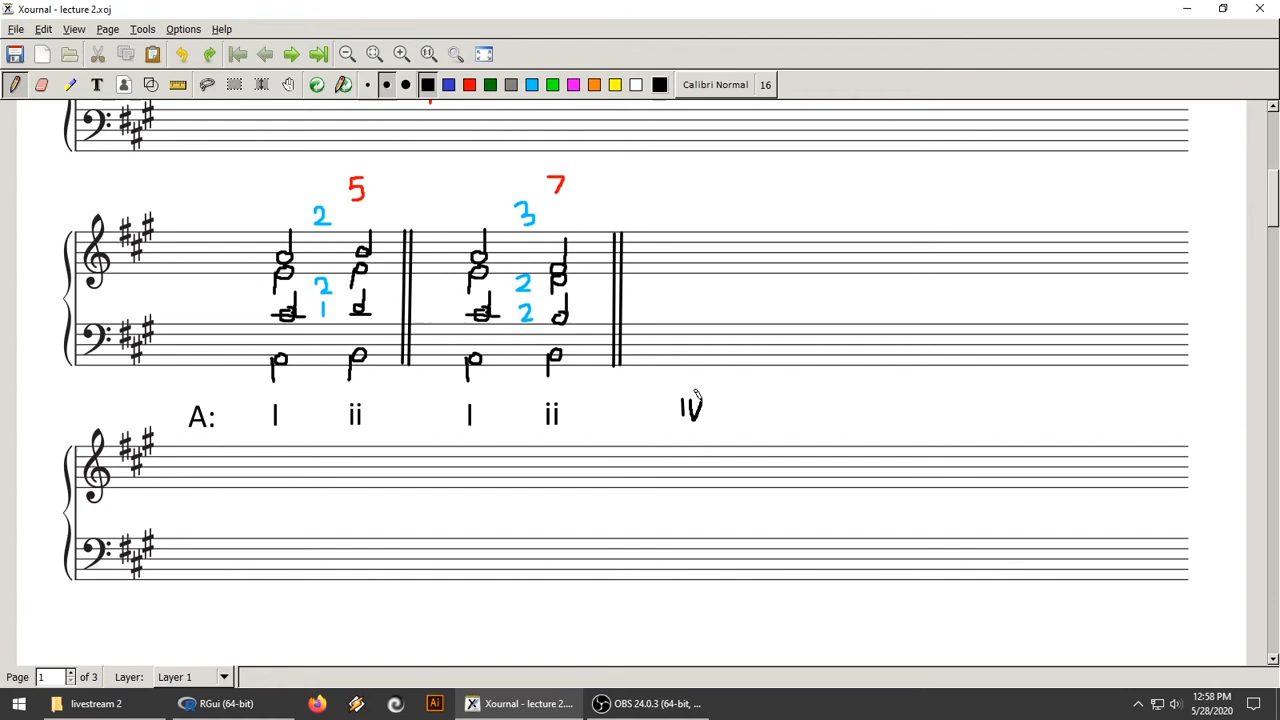 Xournal - lecture 2.xoj
File Edit View Page Tools Options Help
T Calibri Normal 16
5 7
2 3
2 2
1 2
A: I ii I ii IV
Page 1 of 3 Layer: Layer 1
livestream 2 RGui (64-bit) Ai Xournal - lecture 2.... OBS 24.0.3 (64-bit, ... 12:58 PM
5/28/2020